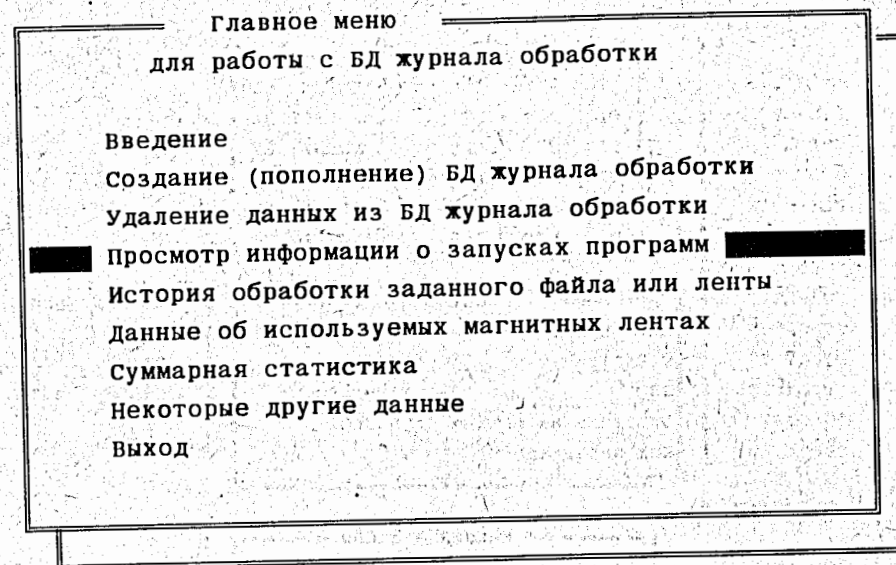 Главное меню
для работы с БД журнала обработки
Введение
Создание (пополнение) БД журнала обработки
Удаление данных из БД журнала обработки
Просмотр информации о запусках программ
История обработки заданного файла или ленты
Данные об используемых магнитных лентах
Суммарная статистика
Некоторые другие данные
Выход